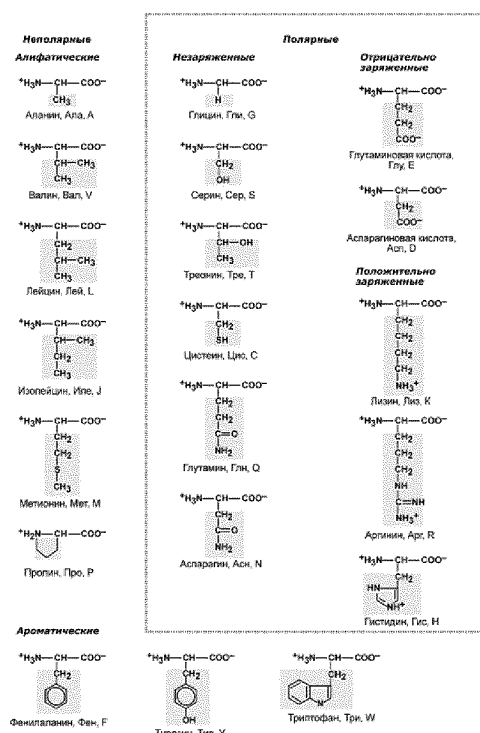 Неполярные
Алифатические
⁺H₃N—CH—COO⁻
CH₃
Аланин, Ала, A
⁺H₃N—CH—COO⁻
CH—CH₃
CH₃
Валин, Вал, V
⁺H₃N—CH—COO⁻
CH₂
CH—CH₃
CH₃
Лейцин, Лей, L
⁺H₃N—CH—COO⁻
CH—CH₃
CH₂
CH₃
Изолейцин, Иле, J
⁺H₃N—CH—COO⁻
CH₂
CH₂
S
CH₃
Метионин, Мет, M
⁺H₂N—CH—COO⁻
Пролин, Про, P
Полярные
Незаряженные
⁺H₃N—CH—COO⁻
H
Глицин, Гли, G
⁺H₃N—CH—COO⁻
CH₂
OH
Серин, Сер, S
⁺H₃N—CH—COO⁻
CH—OH
CH₃
Треонин, Тре, T
⁺H₃N—CH—COO⁻
CH₂
SH
Цистеин, Цис, C
⁺H₃N—CH—COO⁻
CH₂
CH₂
C=O
NH₂
Глутамин, Глн, Q
⁺H₃N—CH—COO⁻
CH₂
C=O
NH₂
Аспарагин, Асн, N
Отрицательно
заряженные
⁺H₃N—CH—COO⁻
CH₂
CH₂
COO⁻
Глутаминовая кислота,
Глу, E
⁺H₃N—CH—COO⁻
CH₂
COO⁻
Аспарагиновая кислота,
Асп, D
Положительно
заряженные
⁺H₃N—CH—COO⁻
CH₂
CH₂
CH₂
CH₂
NH₃⁺
Лизин, Лиз, K
⁺H₃N—CH—COO⁻
CH₂
CH₂
CH₂
NH
C=NH
NH₃⁺
Аргинин, Арг, R
⁺H₃N—CH—COO⁻
CH₂
HN
NH⁺
Гистидин, Гис, H
Ароматические
⁺H₃N—CH—COO⁻
CH₂
Фенилаланин, Фен, F
⁺H₃N—CH—COO⁻
CH₂
OH
Тирозин, Тир, Y
⁺H₃N—CH—COO⁻
CH₂
N
Триптофан, Три, W